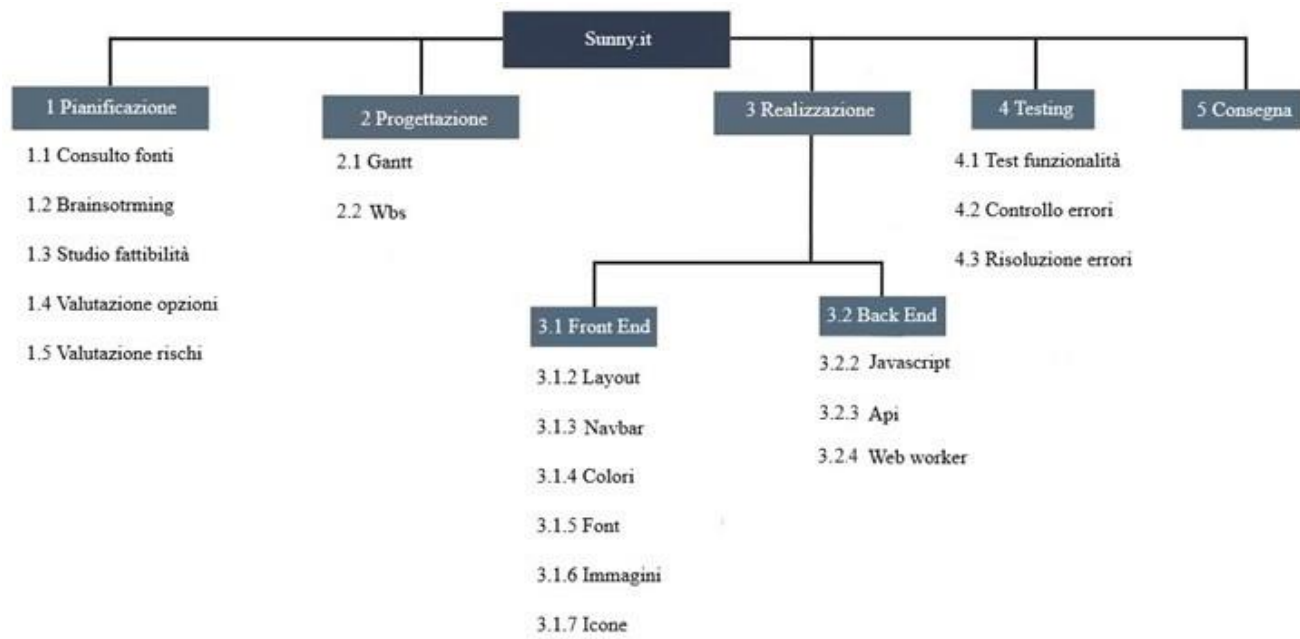 Sunny.it
1 Pianificazione
1.1 Consulto fonti
1.2 Brainsotrming
1.3 Studio fattibilità
1.4 Valutazione opzioni
1.5 Valutazione rischi
2 Progettazione
2.1 Gantt
2.2 Wbs
3 Realizzazione
3.1 Front End
3.1.2 Layout
3.1.3 Navbar
3.1.4 Colori
3.1.5 Font
3.1.6 Immagini
3.1.7 Icone
3.2 Back End
3.2.2 Javascript
3.2.3 Api
3.2.4 Web worker
4 Testing
4.1 Test funzionalità
4.2 Controllo errori
4.3 Risoluzione errori
5 Consegna